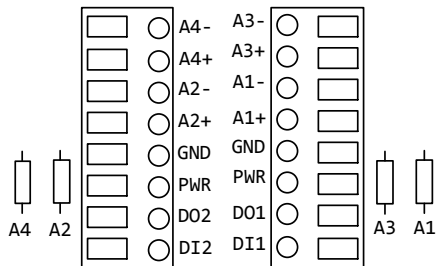 A4- A3-
A4+ A3+
A2- A1-
A2+ A1+
GND GND
PWR PWR
DO2 DO1
A4 A2 A3 A1
DI2 DI1